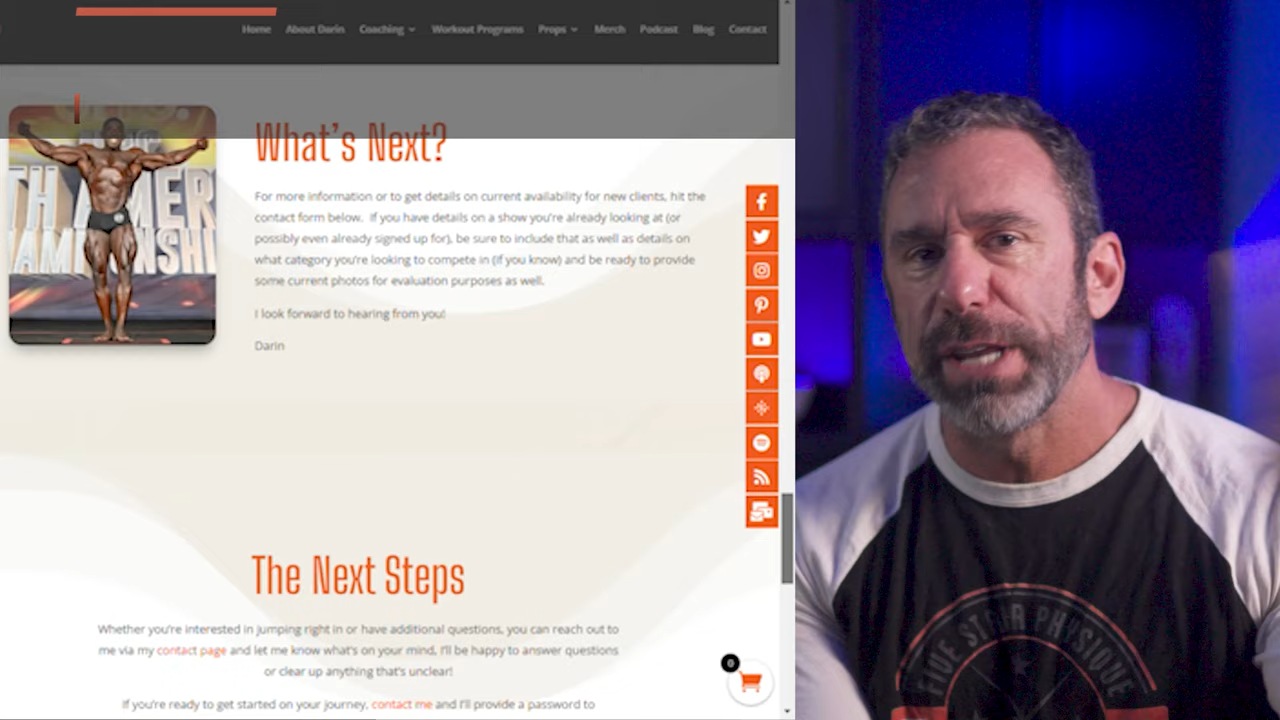 Home About Darin Coaching Workout Programs Props Merch Podcast Blog Contact
What's Next?
For more information or to get details on current availability for new clients, hit the
contact form below. If you have details on a show you're already looking at (or
possibly even already signed up for), be sure to include that as well as details on
what category you're looking to compete in (if you know) and be ready to provide
some current photos for evaluation purposes as well.
I look forward to hearing from you!
Darin
TH AMER
AMPIONSHI
The Next Steps
Whether you're interested in jumping right in or have additional questions, you can reach out to
me via my contact page and let me know what's on your mind, I'll be happy to answer questions
or clear up anything that's unclear!
If you're ready to get started on your journey, contact me and I'll provide a password to
0
FIVE STAR PHYSIQUE